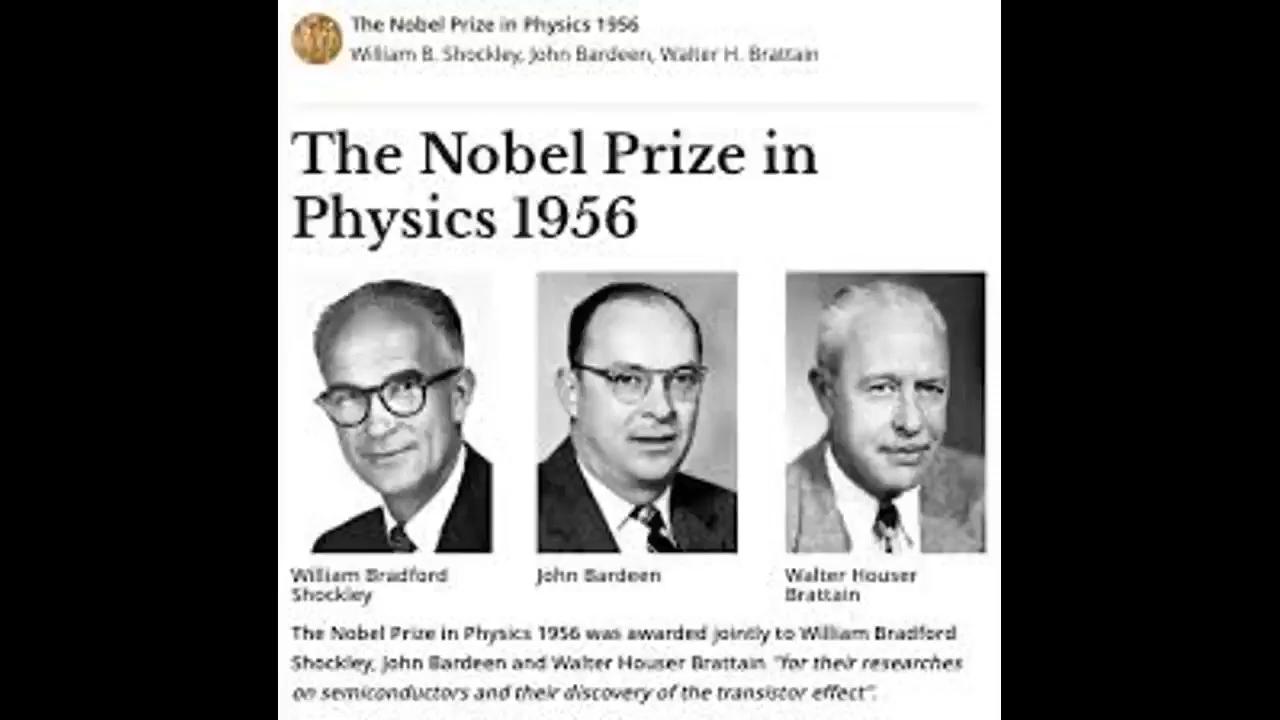 The Nobel Prize in Physics 1956
William B. Shockley, John Bardeen, Walter H. Brattain
The Nobel Prize in
Physics 1956
William Bradford
Shockley
John Bardeen
Walter Houser
Brattain
The Nobel Prize in Physics 1956 was awarded jointly to William Bradford
Shockley, John Bardeen and Walter Houser Brattain "for their researches
on semiconductors and their discovery of the transistor effect".